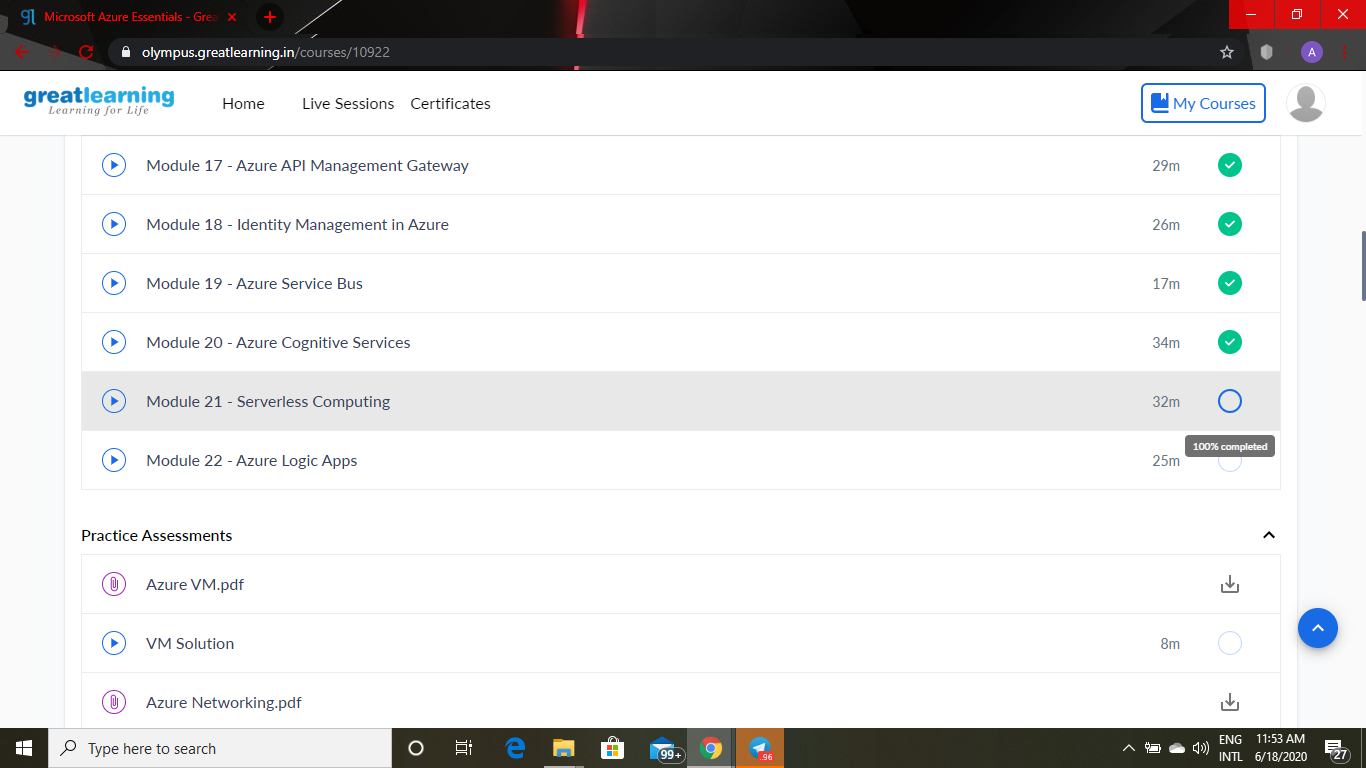 Microsoft Azure Essentials - Grea
olympus.greatlearning.in/courses/10922
A
greatlearning
Learning for Life
Home Live Sessions Certificates
My Courses
Module 17 - Azure API Management Gateway 29m
Module 18 - Identity Management in Azure 26m
Module 19 - Azure Service Bus 17m
Module 20 - Azure Cognitive Services 34m
Module 21 - Serverless Computing 32m
100% completed
Module 22 - Azure Logic Apps 25m
Practice Assessments
Azure VM.pdf
VM Solution 8m
Azure Networking.pdf
Type here to search
99+
..96
ENG
INTL
11:53 AM
6/18/2020
27